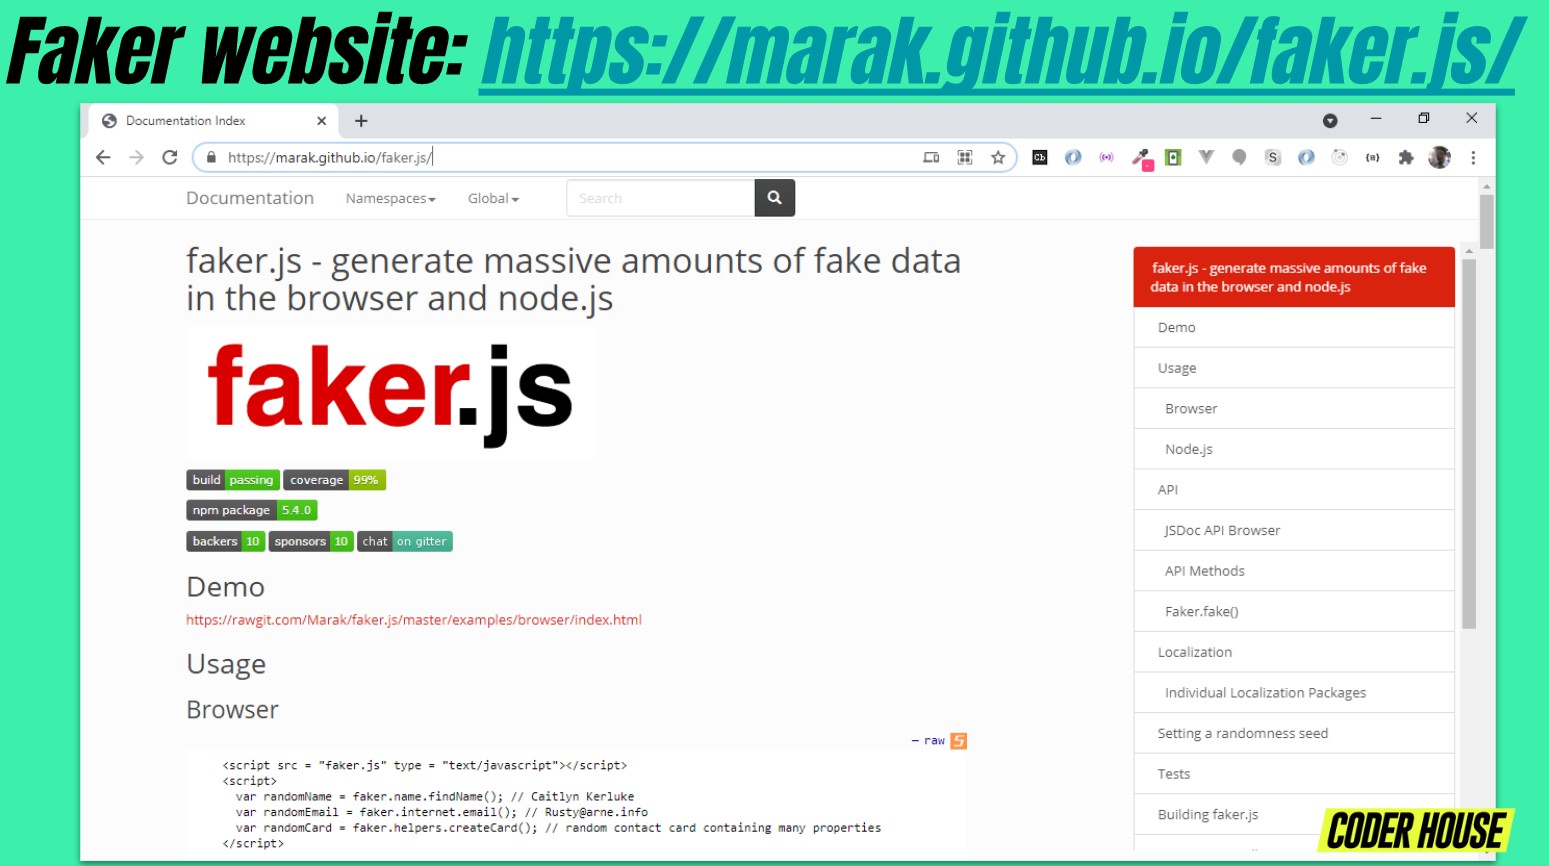 Faker website: https://marak.github.io/faker.js/
Documentation Index
https://marak.github.io/faker.js/
Cb
S
Documentation Namespaces Global Search
faker.js - generate massive amounts of fake data
in the browser and node.js
faker.js
build passing coverage 99%
npm package 5.4.0
backers 10 sponsors 10 chat on gitter
Demo
https://rawgit.com/Marak/faker.js/master/examples/browser/index.html
Usage
Browser
– raw
<script src = "faker.js" type = "text/javascript"></script>
<script>
var randomName = faker.name.findName(); // Caitlyn Kerluke
var randomEmail = faker.internet.email(); // Rusty@arne.info
var randomCard = faker.helpers.createCard(); // random contact card containing many properties
</script>
faker.js - generate massive amounts of fake
data in the browser and node.js
Demo
Usage
Browser
Node.js
API
JSDoc API Browser
API Methods
Faker.fake()
Localization
Individual Localization Packages
Setting a randomness seed
Tests
Building faker.js
CODER HOUSE